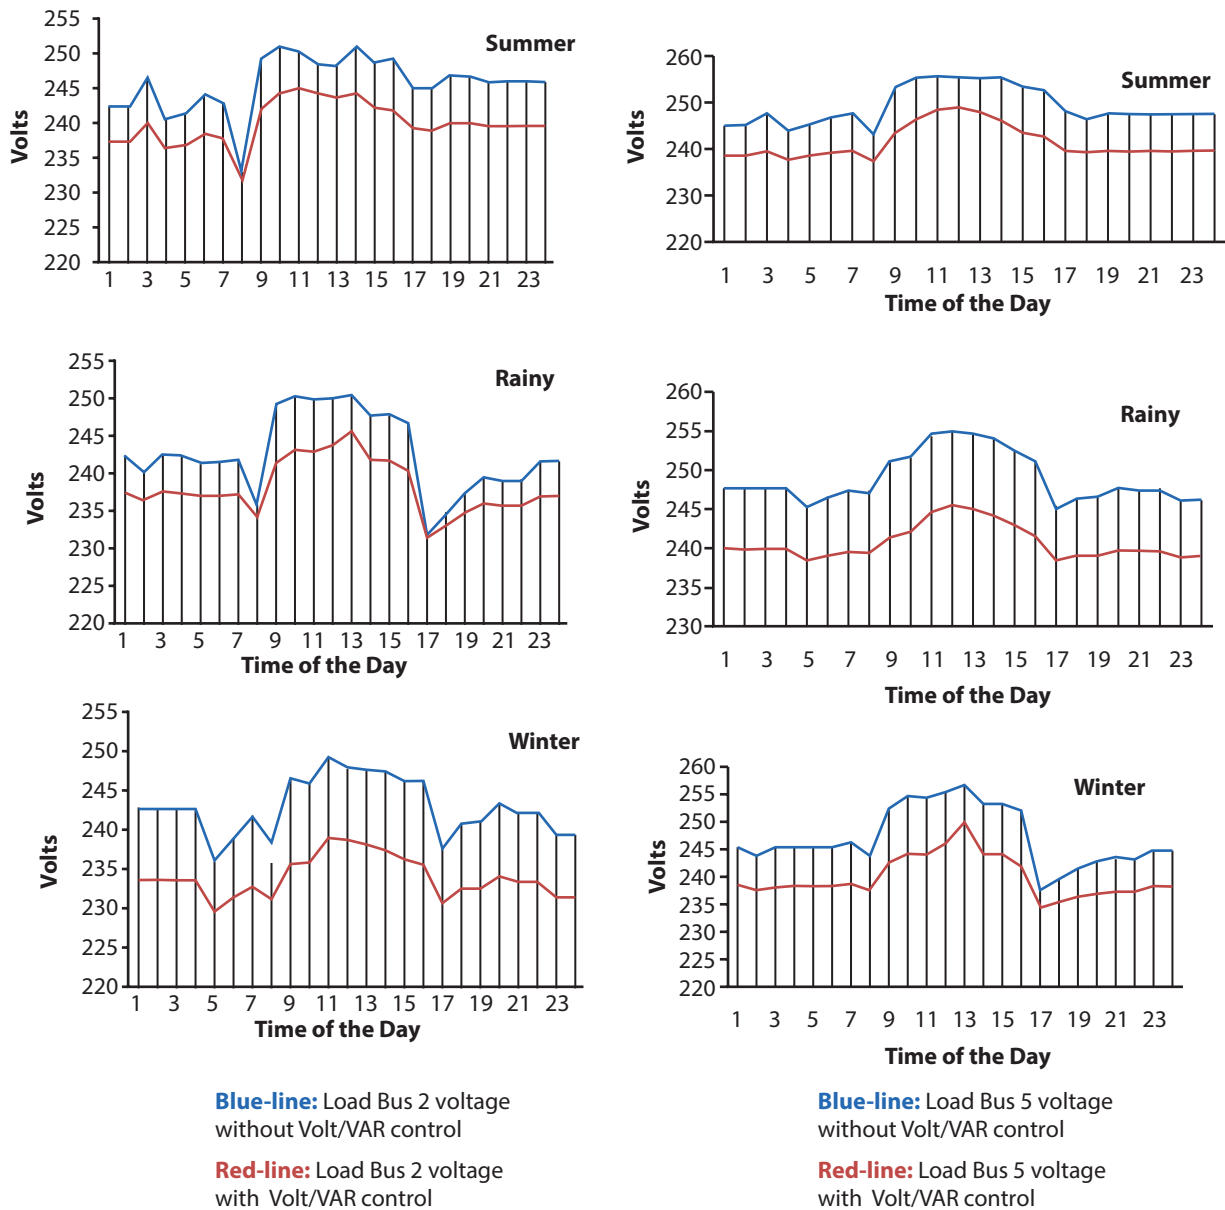 Summer
Volts
255
250
245
240
235
230
225
220
1 3 5 7 9 11 13 15 17 19 21 23
Summer
Volts
260
250
240
230
220
1 3 5 7 9 11 13 15 17 19 21 23
Time of the Day
Rainy
Volts
255
250
245
240
235
230
225
220
1 3 5 7 9 11 13 15 17 19 21 23
Time of the Day
Rainy
Volts
260
255
250
245
240
235
230
1 3 5 7 9 11 13 15 17 19 21 23
Time of the Day
Winter
Volts
255
250
245
240
235
230
225
220
1 3 5 7 9 11 13 15 17 19 21 23
Time of the Day
Winter
Volts
260
255
250
245
240
235
230
225
220
1 3 5 7 9 11 13 15 17 19 21 23
Time of the Day
Blue-line: Load Bus 2 voltage
without Volt/VAR control
Red-line: Load Bus 2 voltage
with Volt/VAR control
Blue-line: Load Bus 5 voltage
without Volt/VAR control
Red-line: Load Bus 5 voltage
with Volt/VAR control